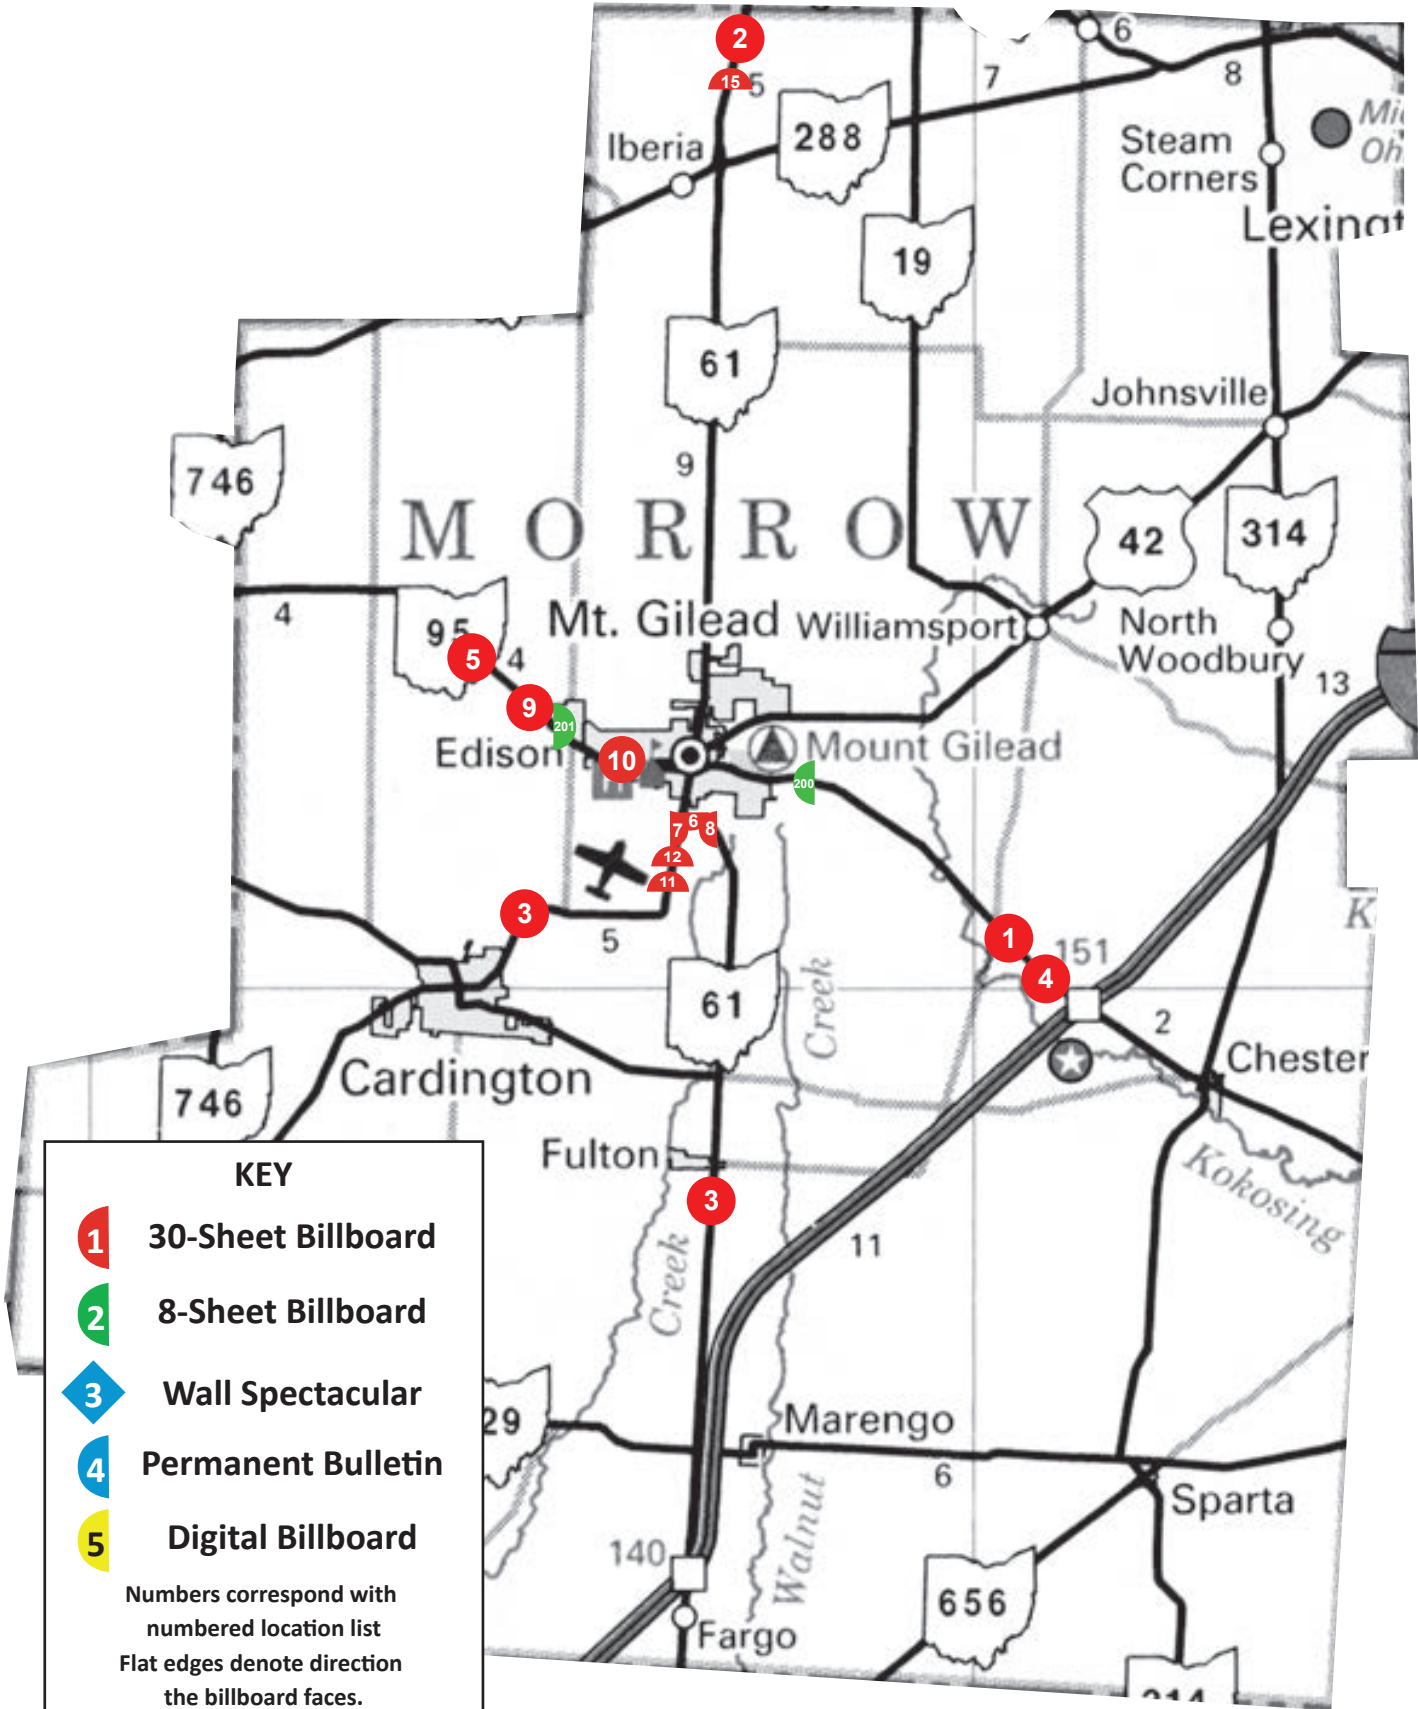 2
6
15
5
7
8
288
Iberia
Steam
Corners
Lexingt
19
61
Johnsville
9
746
MORROW
42
314
4
95
Mt. Gilead
Williamsport
North
Woodbury
5
4
13
9
201
Edison
10
Mount Gilead
200
7
6
8
12
11
3
5
1
151
4
K
61
Creek
2
Chester
Cardington
746
Fulton
Kokosing
3
Creek
11
KEY
1 30-Sheet Billboard
2 8-Sheet Billboard
3 Wall Spectacular
4 Permanent Bulletin
5 Digital Billboard
Numbers correspond with
numbered location list
Flat edges denote direction
the billboard faces.
29
Marengo
6
Sparta
Walnut
140
656
Fargo
314